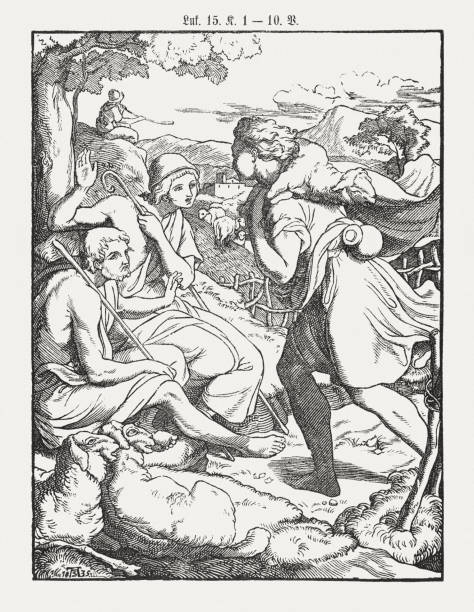 Luk. 15. K. 1 — 10. V.